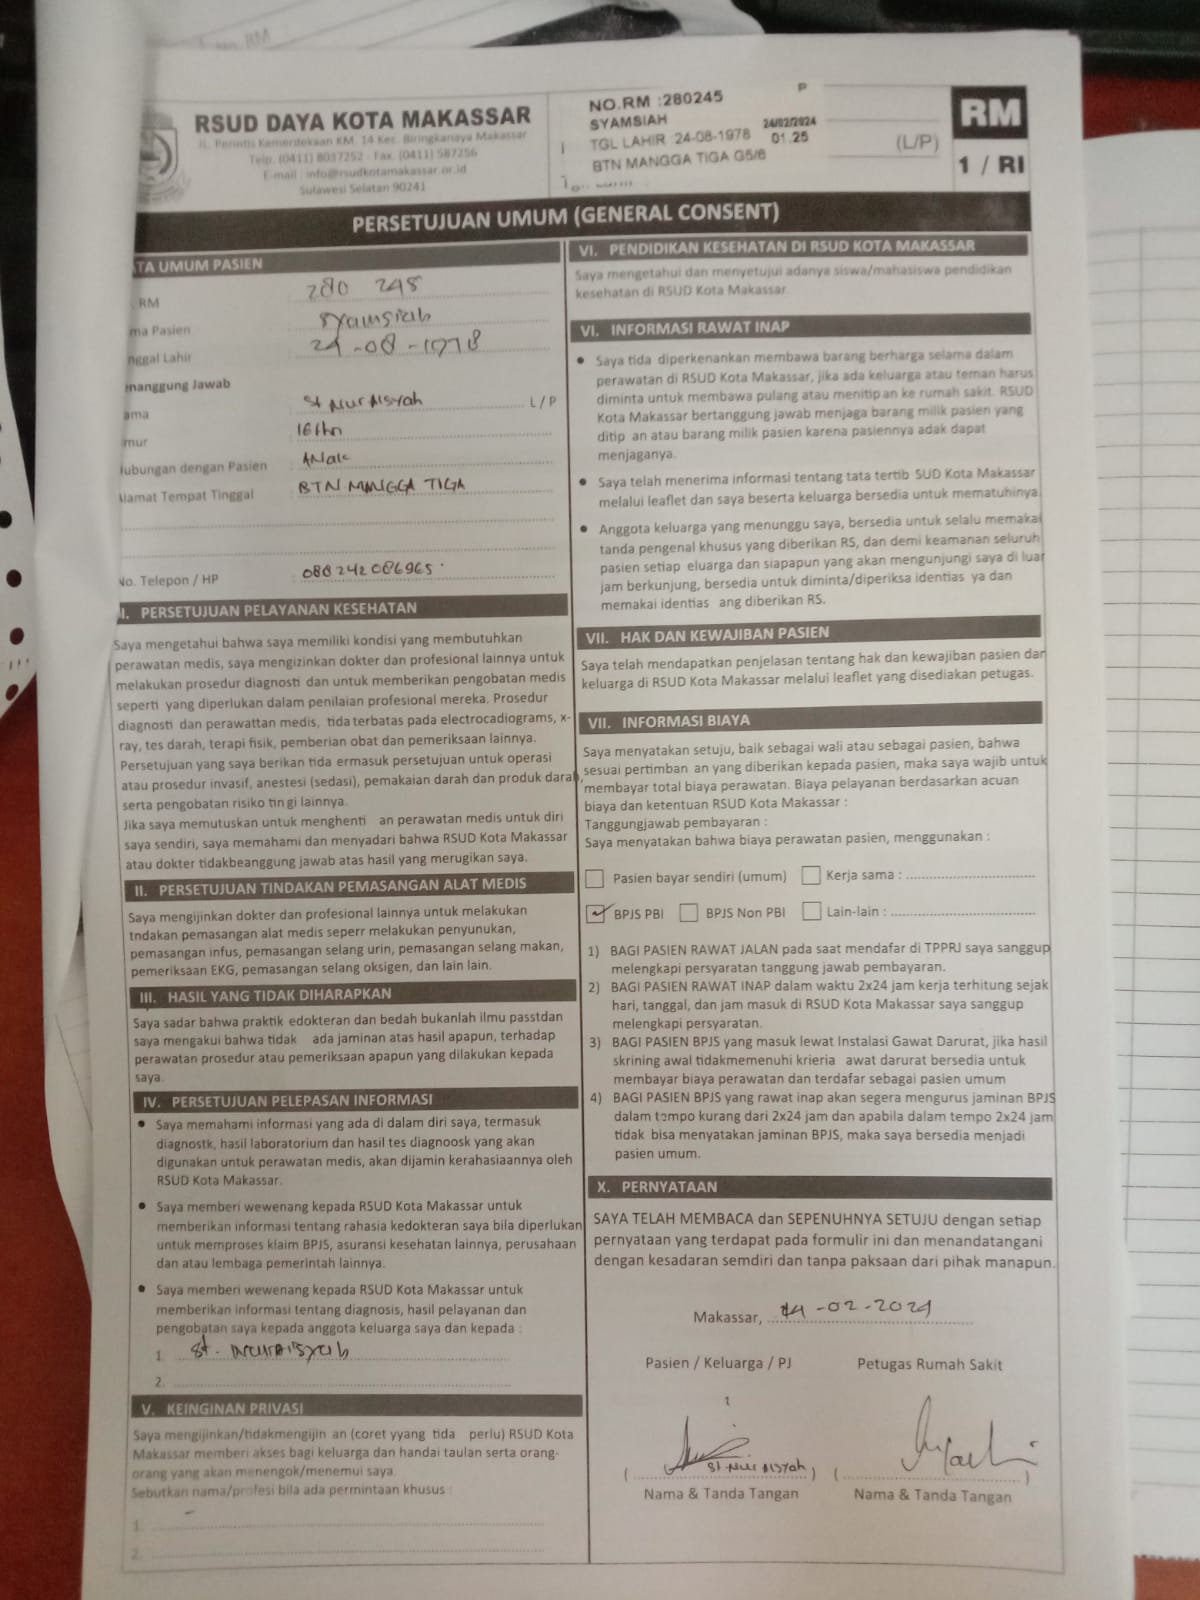 RSUD DAYA KOTA MAKASSAR
JL. Perintis Kemerdekaan KM. 14 Kec. Biringkanaya Makassar
Telp. (0411) 8037252 - Fax. (0411) 587256
E-mail : info@rsudkotamakassar.or.id
Sulawesi Selatan 90241
P
NO.RM :280245
SYAMSIAH
24/02/2024
TGL LAHIR :24-08-1978 01.25
BTN MANGGA TIGA G5/6
(L/P)
RM
1 / RI
PERSETUJUAN UMUM (GENERAL CONSENT)
TA UMUM PASIEN
RM 280 245
ma Pasien Syamsiah
nggal Lahir 24-08-1978
nanggung Jawab
ama St Nur Aisyah L / P
mur : 16 thn
ubungan dengan Pasien : ANak
lamat Tempat Tinggal : BTN MANGGA TIGA
No. Telepon / HP : 088242086965
I. PERSETUJUAN PELAYANAN KESEHATAN
Saya mengetahui bahwa saya memiliki kondisi yang membutuhkan
perawatan medis, saya mengizinkan dokter dan profesional lainnya untuk
melakukan prosedur diagnosti dan untuk memberikan pengobatan medis
seperti yang diperlukan dalam penilaian profesional mereka. Prosedur
diagnosti dan perawattan medis, tida terbatas pada electrocadiograms, x-
ray, tes darah, terapi fisik, pemberian obat dan pemeriksaan lainnya.
Persetujuan yang saya berikan tida ermasuk persetujuan untuk operasi
atau prosedur invasif, anestesi (sedasi), pemakaian darah dan produk darah,
serta pengobatan risiko tin gi lainnya.
Jika saya memutuskan untuk menghenti an perawatan medis untuk diri
saya sendiri, saya memahami dan menyadari bahwa RSUD Kota Makassar
atau dokter tidakbeanggung jawab atas hasil yang merugikan saya.
II. PERSETUJUAN TINDAKAN PEMASANGAN ALAT MEDIS
Saya mengijinkan dokter dan profesional lainnya untuk melakukan
tndakan pemasangan alat medis seperr melakukan penyunukan,
pemasangan infus, pemasangan selang urin, pemasangan selang makan,
pemeriksaan EKG, pemasangan selang oksigen, dan lain lain.
III. HASIL YANG TIDAK DIHARAPKAN
Saya sadar bahwa praktik edokteran dan bedah bukanlah ilmu passtdan
saya mengakui bahwa tidak ada jaminan atas hasil apapun, terhadap
perawatan prosedur atau pemeriksaan apapun yang dilakukan kepada
saya.
IV. PERSETUJUAN PELEPASAN INFORMASI
• Saya memahami informasi yang ada di dalam diri saya, termasuk
diagnostk, hasil laboratorium dan hasil tes diagnoosk yang akan
digunakan untuk perawatan medis, akan dijamin kerahasiaannya oleh
RSUD Kota Makassar.
• Saya memberi wewenang kepada RSUD Kota Makassar untuk
memberikan informasi tentang rahasia kedokteran saya bila diperlukan
untuk memproses klaim BPJS, asuransi kesehatan lainnya, perusahaan
dan atau lembaga pemerintah lainnya.
• Saya memberi wewenang kepada RSUD Kota Makassar untuk
memberikan informasi tentang diagnosis, hasil pelayanan dan
pengobatan saya kepada anggota keluarga saya dan kepada :
1. St. Nur Aisyah
2.
V. KEINGINAN PRIVASI
Saya mengijinkan/tidakmengijin an (coret yyang tida perlu) RSUD Kota
Makassar memberi akses bagi keluarga dan handai taulan serta orang-
orang yang akan menengok/menemui saya.
Sebutkan nama/profesi bila ada permintaan khusus :
1.
2.
VI. PENDIDIKAN KESEHATAN DI RSUD KOTA MAKASSAR
Saya mengetahui dan menyetujui adanya siswa/mahasiswa pendidikan
kesehatan di RSUD Kota Makassar.
VI. INFORMASI RAWAT INAP
• Saya tida diperkenankan membawa barang berharga selama dalam
perawatan di RSUD Kota Makassar, jika ada keluarga atau teman harus
diminta untuk membawa pulang atau menitip an ke rumah sakit. RSUD
Kota Makassar bertanggung jawab menjaga barang milik pasien yang
ditip an atau barang milik pasien karena pasiennya adak dapat
menjaganya.
• Saya telah menerima informasi tentang tata tertib SUD Kota Makassar
melalui leaflet dan saya beserta keluarga bersedia untuk mematuhinya.
• Anggota keluarga yang menunggu saya, bersedia untuk selalu memakai
tanda pengenal khusus yang diberikan RS, dan demi keamanan seluruh
pasien setiap eluarga dan siapapun yang akan mengunjungi saya di luar
jam berkunjung, bersedia untuk diminta/diperiksa identias ya dan
memakai identias ang diberikan RS.
VII. HAK DAN KEWAJIBAN PASIEN
Saya telah mendapatkan penjelasan tentang hak dan kewajiban pasien dan
keluarga di RSUD Kota Makassar melalui leaflet yang disediakan petugas.
VII. INFORMASI BIAYA
Saya menyatakan setuju, baik sebagai wali atau sebagai pasien, bahwa
sesuai pertimban an yang diberikan kepada pasien, maka saya wajib untuk
membayar total biaya perawatan. Biaya pelayanan berdasarkan acuan
biaya dan ketentuan RSUD Kota Makassar :
Tanggungjawab pembayaran :
Saya menyatakan bahwa biaya perawatan pasien, menggunakan :
Pasien bayar sendiri (umum) Kerja sama :
BPJS PBI BPJS Non PBI Lain-lain :
1) BAGI PASIEN RAWAT JALAN pada saat mendafar di TPPRJ saya sanggup
melengkapi persyaratan tanggung jawab pembayaran.
2) BAGI PASIEN RAWAT INAP dalam waktu 2x24 jam kerja terhitung sejak
hari, tanggal, dan jam masuk di RSUD Kota Makassar saya sanggup
melengkapi persyaratan.
3) BAGI PASIEN BPJS yang masuk lewat Instalasi Gawat Darurat, jika hasil
skrining awal tidakmemenuhi krieria awat darurat bersedia untuk
membayar biaya perawatan dan terdafar sebagai pasien umum
4) BAGI PASIEN BPJS yang rawat inap akan segera mengurus jaminan BPJS
dalam tempo kurang dari 2x24 jam dan apabila dalam tempo 2x24 jam
tidak bisa menyatakan jaminan BPJS, maka saya bersedia menjadi
pasien umum.
X. PERNYATAAN
SAYA TELAH MEMBACA dan SEPENUHNYA SETUJU dengan setiap
pernyataan yang terdapat pada formulir ini dan menandatangani
dengan kesadaran semdiri dan tanpa paksaan dari pihak manapun.
Makassar, 24-02-2024
Pasien / Keluarga / PJ Petugas Rumah Sakit
( St Nur Aisyah ) ( )
Nama & Tanda Tangan Nama & Tanda Tangan